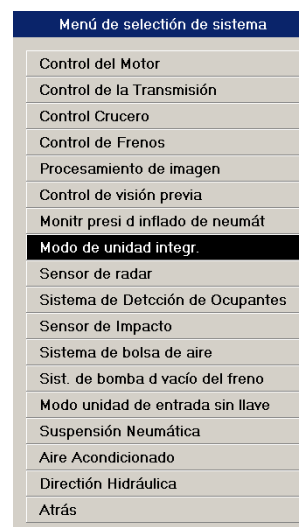 Menú de selección de sistema
Control del Motor
Control de la Transmisión
Control Crucero
Control de Frenos
Procesamiento de imagen
Control de visión previa
Monitr presi d inflado de neumát
Modo de unidad integr.
Sensor de radar
Sistema de Detcción de Ocupantes
Sensor de Impacto
Sistema de bolsa de aire
Sist. de bomba d vacío del freno
Modo unidad de entrada sin llave
Suspensión Neumática
Aire Acondicionado
Directión Hidráulica
Atrás